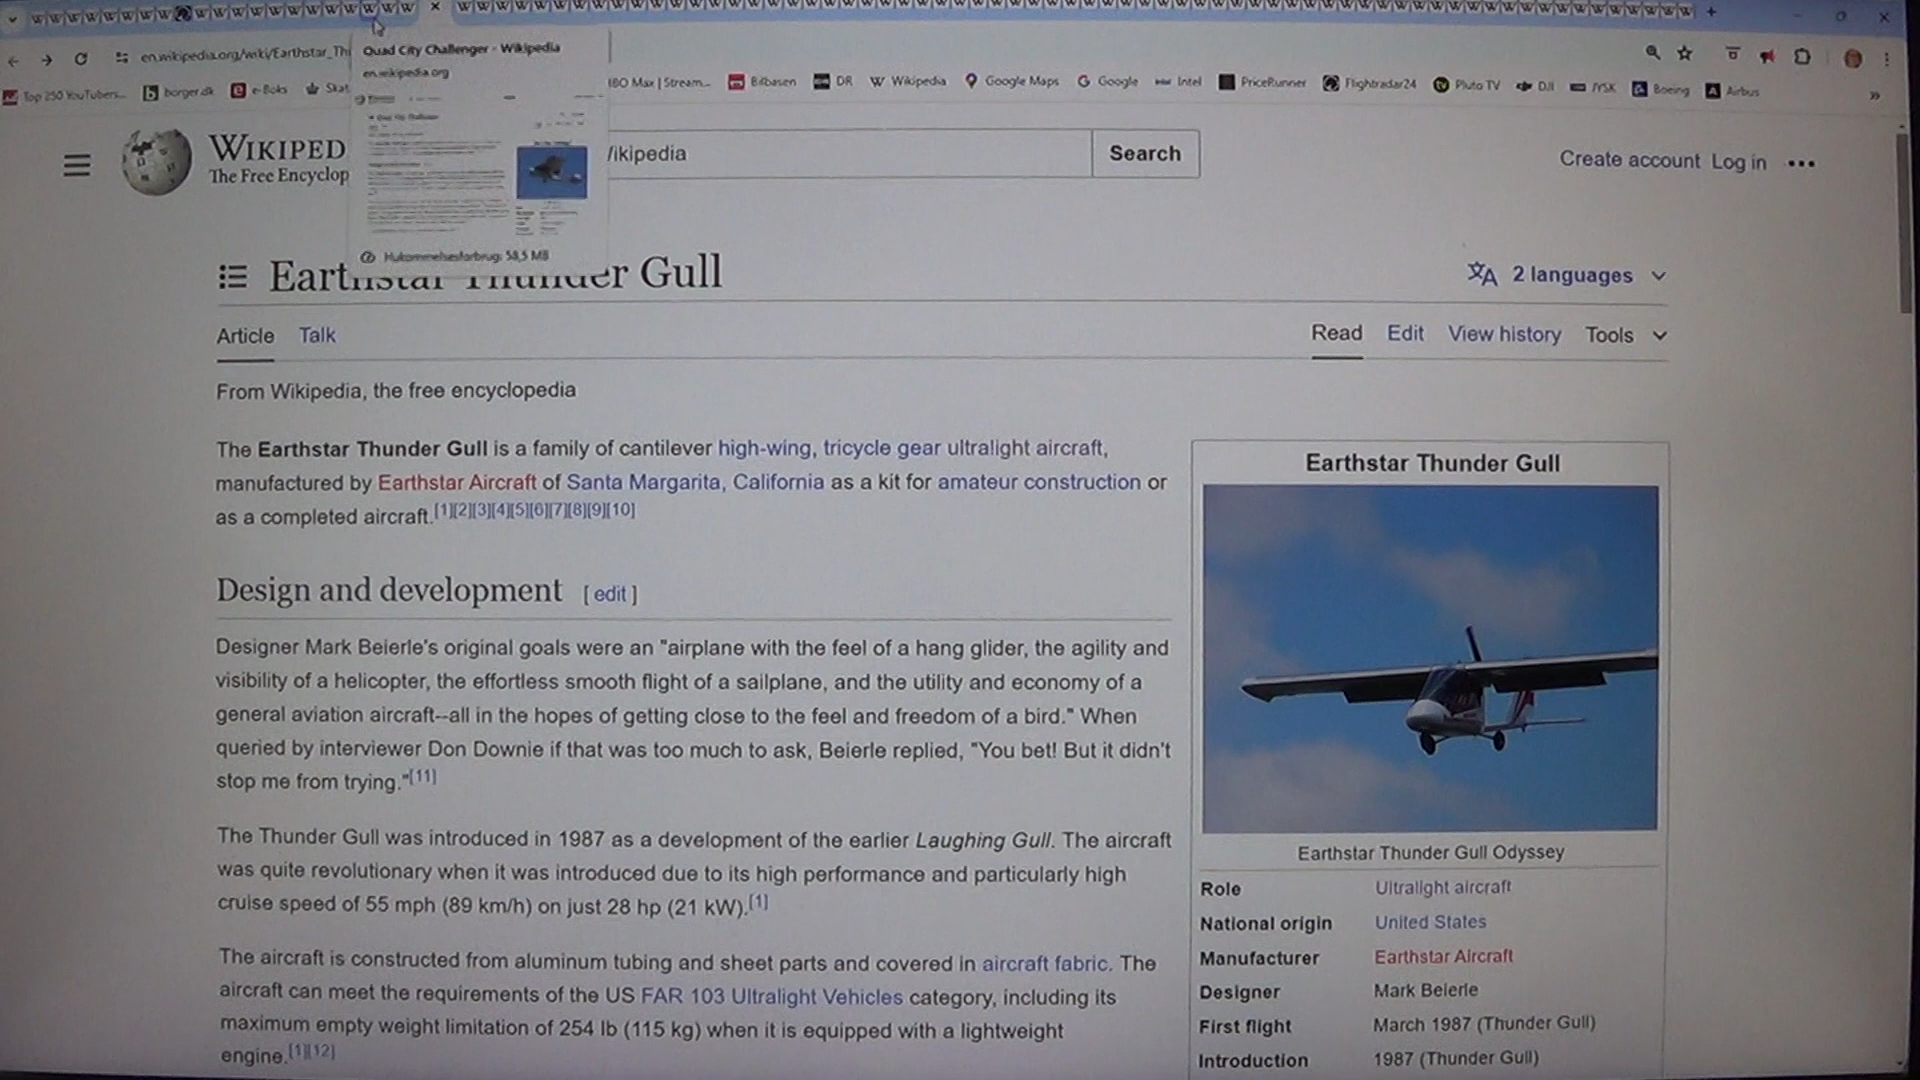 en.wikipedia.org/wiki/Earthstar_Th
Quad City Challenger - Wikipedia
en.wikipedia.org
Hukommelsesforbrug: 58,5 MB
Top 250 YouTubers...
borger.dk
e-Boks
Skat
HBO Max | Stream...
Bilbasen
DR
Wikipedia
Google Maps
Google
Intel
PriceRunner
Flightradar24
Pluto TV
DJI
JYSK
Boeing
Airbus
WIKIPED
The Free Encyclop
Vikipedia
Search
Create account Log in
Earthstar Thunder Gull
2 languages
Article Talk
Read Edit View history Tools
From Wikipedia, the free encyclopedia
The Earthstar Thunder Gull is a family of cantilever high-wing, tricycle gear ultralight aircraft,
manufactured by Earthstar Aircraft of Santa Margarita, California as a kit for amateur construction or
as a completed aircraft.[1][2][3][4][5][6][7][8][9][10]
Design and development [ edit ]
Designer Mark Beierle's original goals were an "airplane with the feel of a hang glider, the agility and
visibility of a helicopter, the effortless smooth flight of a sailplane, and the utility and economy of a
general aviation aircraft--all in the hopes of getting close to the feel and freedom of a bird." When
queried by interviewer Don Downie if that was too much to ask, Beierle replied, "You bet! But it didn't
stop me from trying."[11]
The Thunder Gull was introduced in 1987 as a development of the earlier Laughing Gull. The aircraft
was quite revolutionary when it was introduced due to its high performance and particularly high
cruise speed of 55 mph (89 km/h) on just 28 hp (21 kW).[1]
The aircraft is constructed from aluminum tubing and sheet parts and covered in aircraft fabric. The
aircraft can meet the requirements of the US FAR 103 Ultralight Vehicles category, including its
maximum empty weight limitation of 254 lb (115 kg) when it is equipped with a lightweight
engine.[1][12]
Earthstar Thunder Gull
Earthstar Thunder Gull Odyssey
Role Ultralight aircraft
National origin United States
Manufacturer Earthstar Aircraft
Designer Mark Beierle
First flight March 1987 (Thunder Gull)
Introduction 1987 (Thunder Gull)